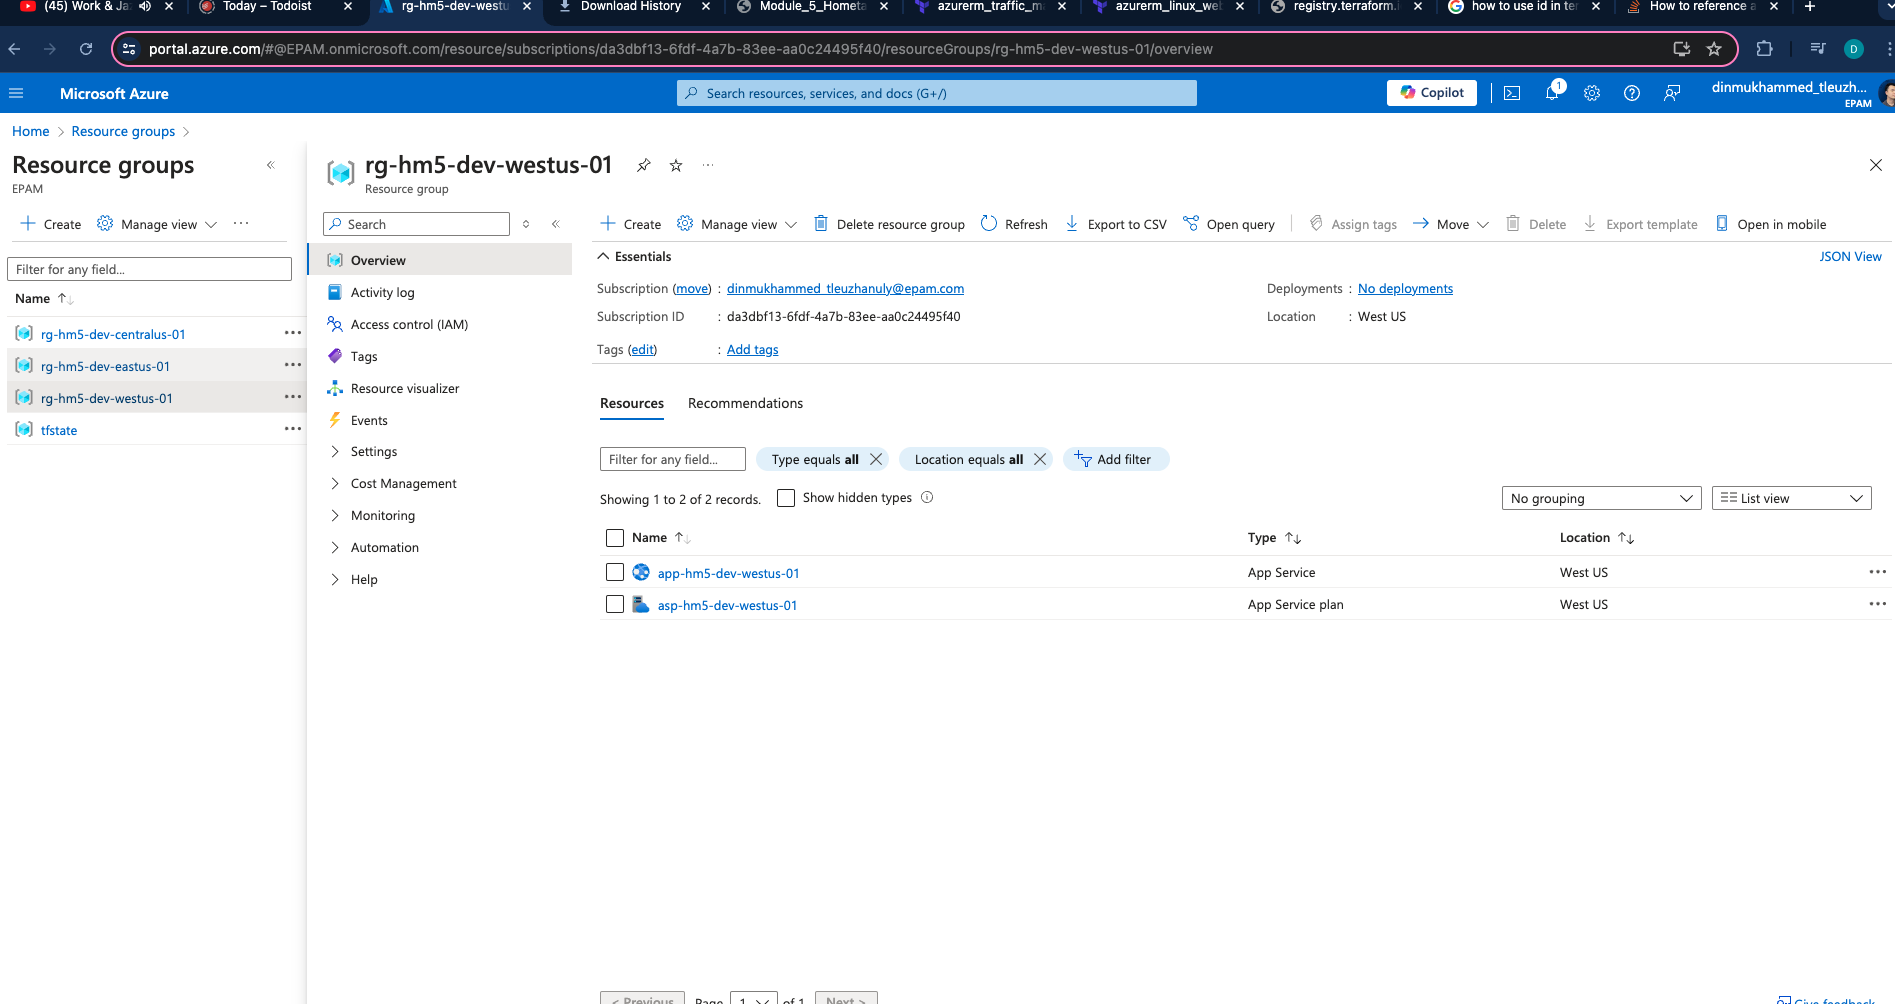 (45) Work & Ja
Today – Todoist
rg-hm5-dev-westu
Download History
Module_5_Hometa
azurerm_traffic_m
azurerm_linux_we
registry.terraform.
how to use id in te
How to reference a
portal.azure.com/#@EPAM.onmicrosoft.com/resource/subscriptions/da3dbf13-6fdf-4a7b-83ee-aa0c24495f40/resourceGroups/rg-hm5-dev-westus-01/overview
D
Microsoft Azure
Search resources, services, and docs (G+/)
Copilot
1
dinmukhammed_tleuzh...
EPAM
Home > Resource groups >
Resource groups
EPAM
+ Create
Manage view
...
Filter for any field...
Name
rg-hm5-dev-centralus-01
rg-hm5-dev-eastus-01
rg-hm5-dev-westus-01
tfstate
rg-hm5-dev-westus-01
Resource group
Search
Overview
Activity log
Access control (IAM)
Tags
Resource visualizer
Events
Settings
Cost Management
Monitoring
Automation
Help
+ Create
Manage view
Delete resource group
Refresh
Export to CSV
Open query
Assign tags
Move
Delete
Export template
Open in mobile
Essentials
JSON View
Subscription (move) : dinmukhammed_tleuzhanuly@epam.com
Deployments : No deployments
Subscription ID : da3dbf13-6fdf-4a7b-83ee-aa0c24495f40
Location : West US
Tags (edit) : Add tags
Resources
Recommendations
Filter for any field...
Type equals all
Location equals all
Add filter
Showing 1 to 2 of 2 records.
Show hidden types
No grouping
List view
Name
Type
Location
app-hm5-dev-westus-01
App Service
West US
asp-hm5-dev-westus-01
App Service plan
West US
< Previous
Page 1 of 1
Next >
Give feedback